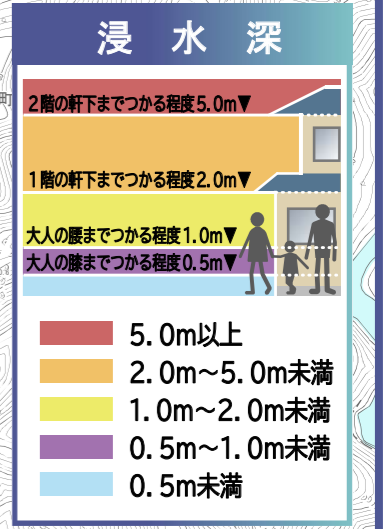 町
浸水深
2階の軒下までつかる程度5.0m▼
1階の軒下までつかる程度2.0m▼
大人の腰までつかる程度1.0m▼
大人の膝までつかる程度0.5m▼
5.0m以上
2.0m～5.0m未満
1.0m～2.0m未満
0.5m～1.0m未満
0.5m未満